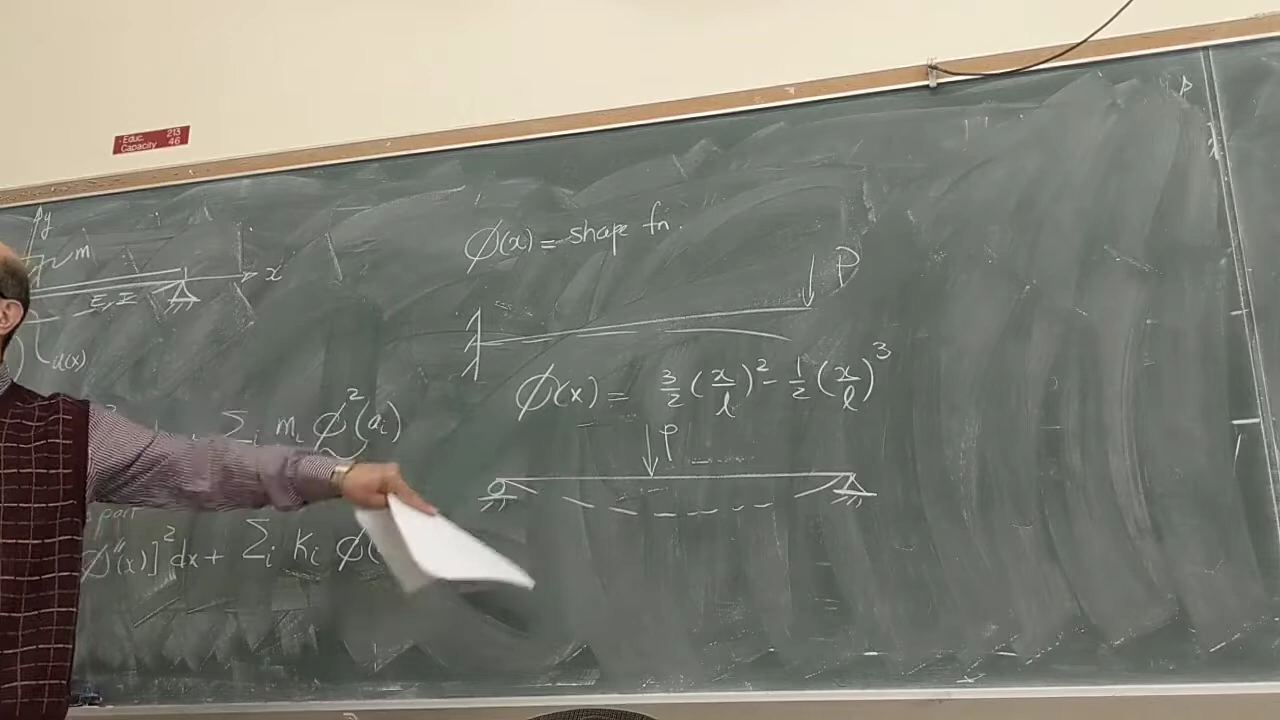 Educ. 213
Capacity 46
y
m
x
E, I
u(x)
ϕ(x) = shape fn.
P
ϕ(x) = 3/2 (x/l)² - 1/2 (x/l)³
P
Σᵢ mᵢ ϕ²(aᵢ)
part
ϕ″(x)]² dx + Σᵢ Kᵢ ϕ(